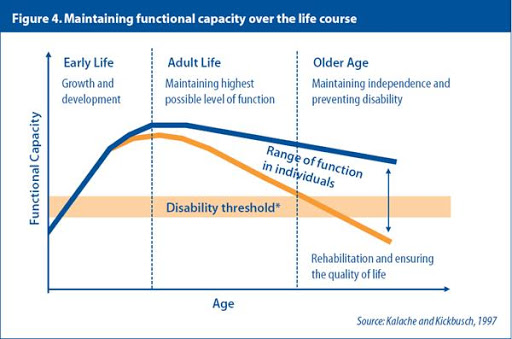 Figure 4. Maintaining functional capacity over the life course
Early Life
Growth and
development
Adult Life
Maintaining highest
possible level of function
Older Age
Maintaining independence and
preventing disability
Functional Capacity
Range of function
in individuals
Disability threshold*
Rehabilitation and ensuring
the quality of life
Age
Source: Kalache and Kickbusch, 1997